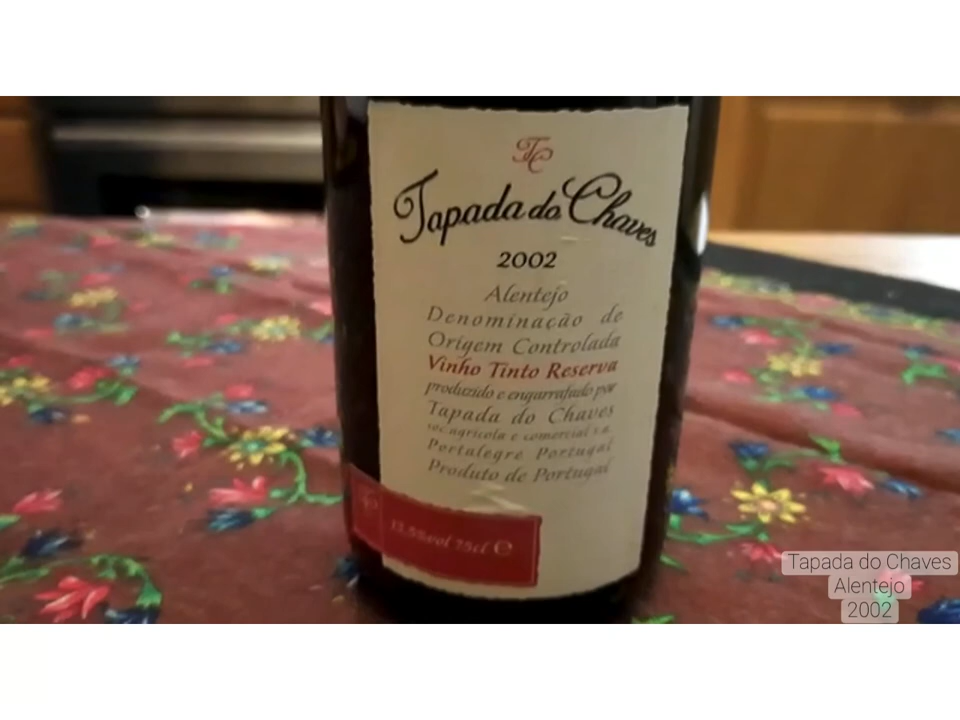 TC
Tapada do Chaves
2002
Alentejo
Denominação de
Origem Controlada
Vinho Tinto Reserva
produzido e engarrafado por
Tapada do Chaves
soc. agrícola e comercial s.a.
Portalegre Portugal
Produto de Portugal
13.5%vol 75cl e
Tapada do Chaves
Alentejo
2002